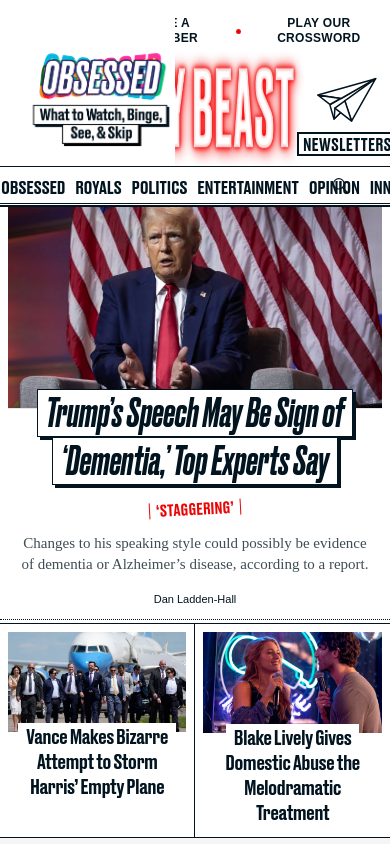 E A
BER
PLAY OUR
CROSSWORD
OBSESSED
What to Watch, Binge,
See, & Skip
Y BEAST
NEWSLETTERS
OBSESSED ROYALS POLITICS ENTERTAINMENT OPINION INN
Trump's Speech May Be Sign of
'Dementia,' Top Experts Say
'STAGGERING'
Changes to his speaking style could possibly be evidence
of dementia or Alzheimer's disease, according to a report.
Dan Ladden-Hall
Vance Makes Bizarre
Attempt to Storm
Harris' Empty Plane
Blake Lively Gives
Domestic Abuse the
Melodramatic
Treatment